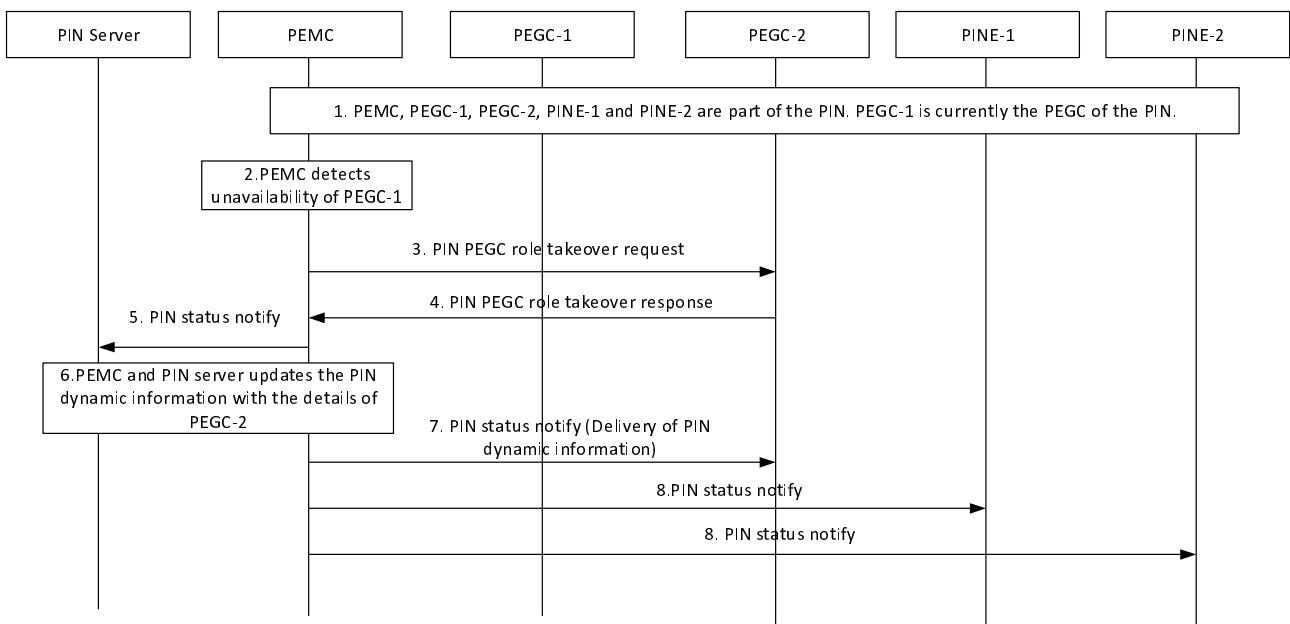 PIN Server
PEMC
PEGC-1
PEGC-2
PINE-1
PINE-2
1. PEMC, PEGC-1, PEGC-2, PINE-1 and PINE-2 are part of the PIN. PEGC-1 is currently the PEGC of the PIN.
2.PEMC detects
unavailability of PEGC-1
3. PIN PEGC role takeover request
4. PIN PEGC role takeover response
5. PIN status notify
6.PEMC and PIN server updates the PIN
dynamic information with the details of
PEGC-2
7. PIN status notify (Delivery of PIN
dynamic information)
8.PIN status notify
8. PIN status notify